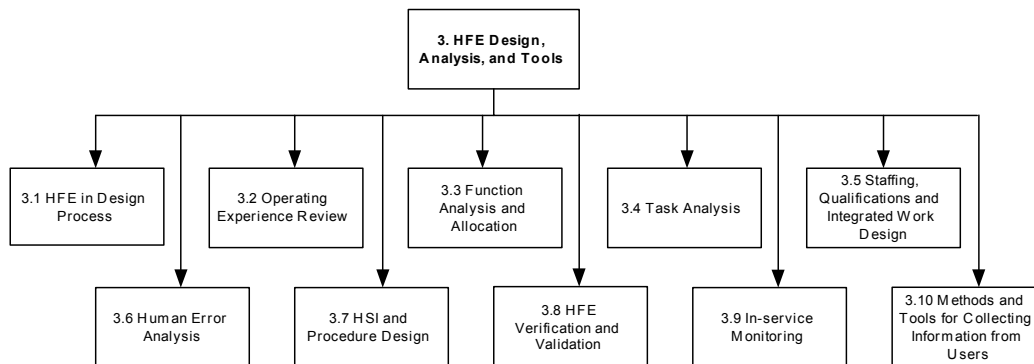 3. HFE Design,
Analysis, and Tools
3.1 HFE in Design
Process
3.2 Operating
Experience Review
3.3 Function
Analysis and
Allocation
3.4 Task Analysis
3.5 Staffing,
Qualifications and
Integrated Work
Design
3.6 Human Error
Analysis
3.7 HSI and
Procedure Design
3.8 HFE
Verification and
Validation
3.9 In-service
Monitoring
3.10 Methods and
Tools for Collecting
Information from
Users